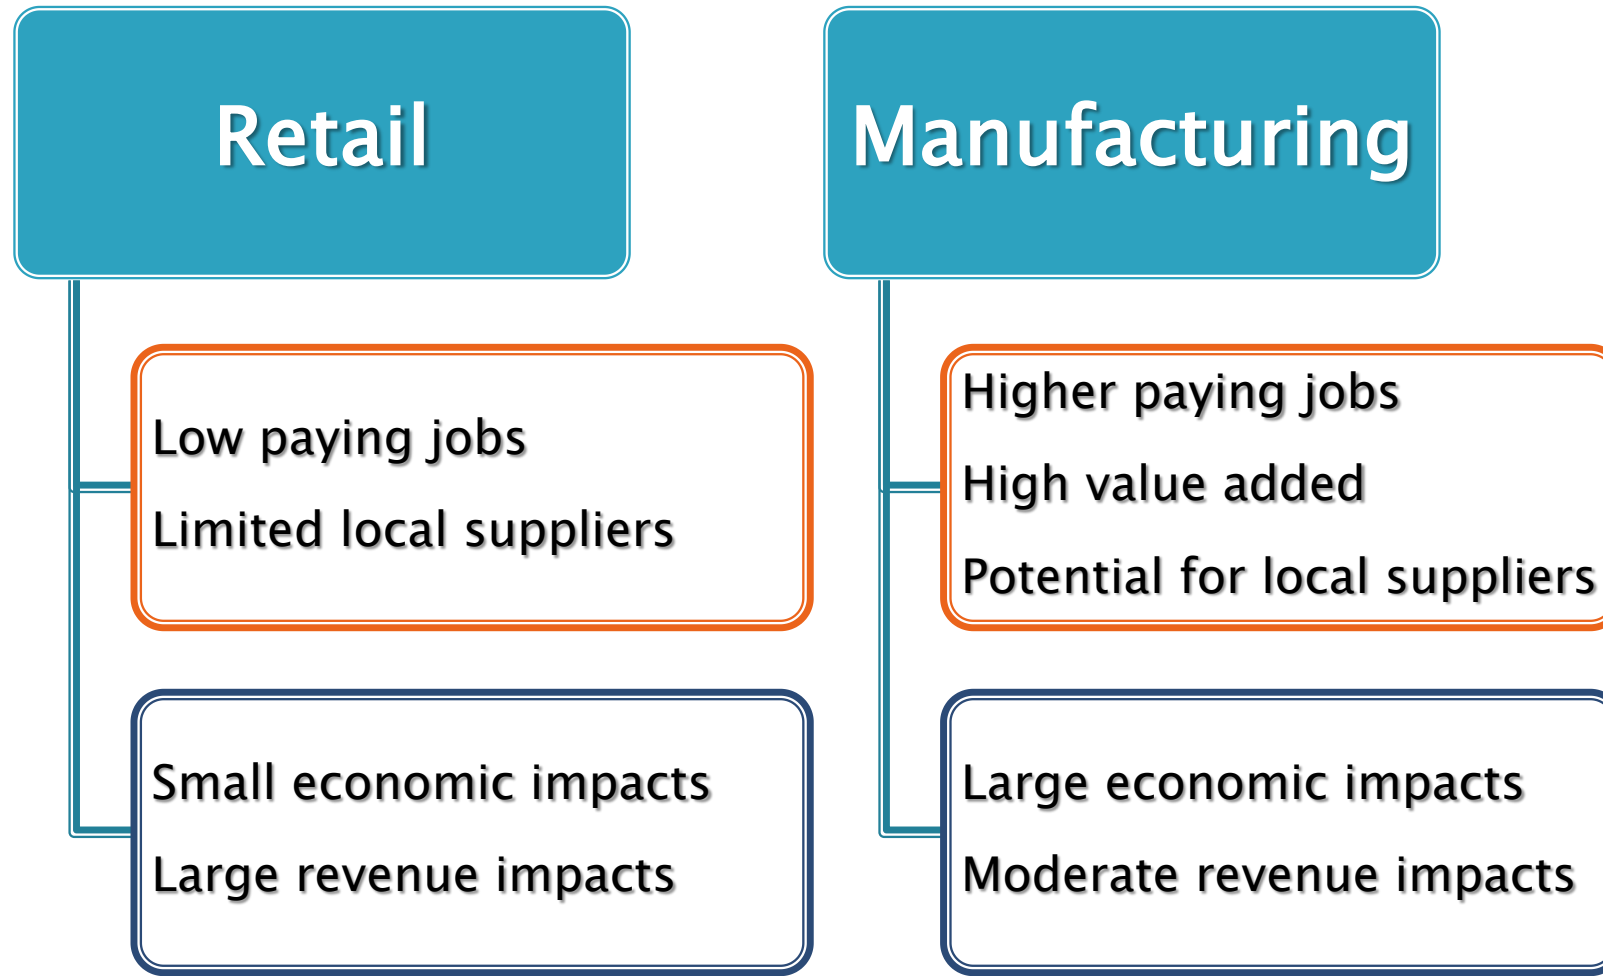 Retail
Low paying jobs
Limited local suppliers
Small economic impacts
Large revenue impacts
Manufacturing
Higher paying jobs
High value added
Potential for local suppliers
Large economic impacts
Moderate revenue impacts